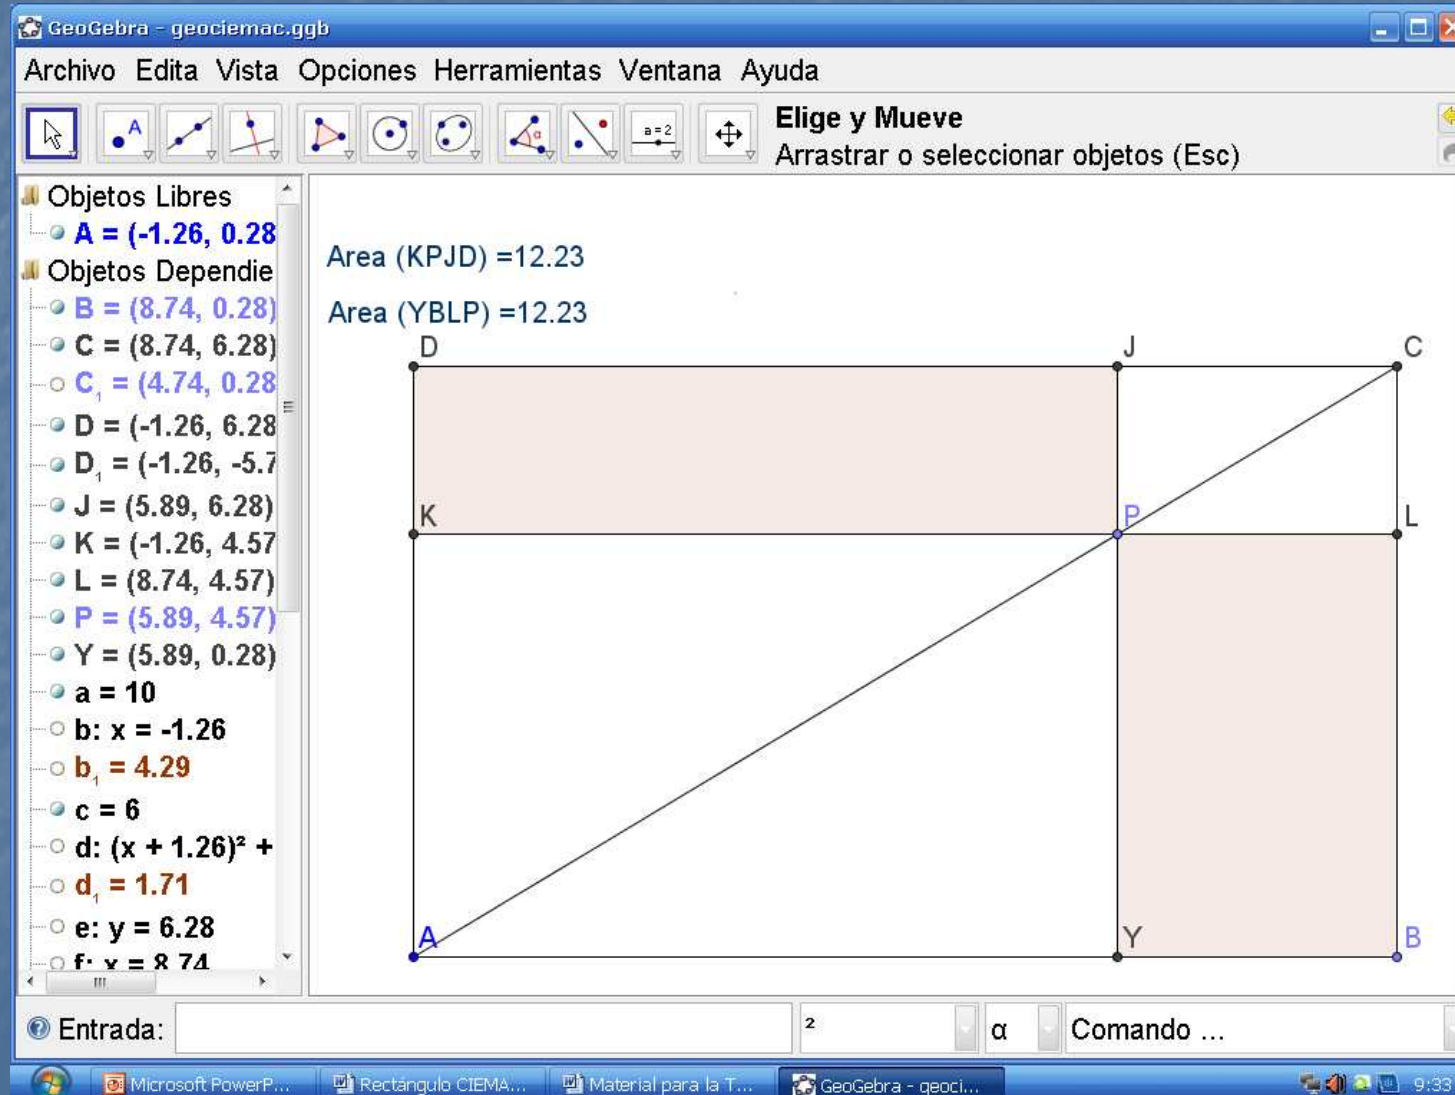 GeoGebra - geociemac.ggb
Archivo Edita Vista Opciones Herramientas Ventana Ayuda
A
α
a = 2
Elige y Mueve
Arrastrar o seleccionar objetos (Esc)
Objetos Libres
A = (-1.26, 0.28
Objetos Dependie
B = (8.74, 0.28)
C = (8.74, 6.28)
C₁ = (4.74, 0.28
D = (-1.26, 6.28
D₁ = (-1.26, -5.7
J = (5.89, 6.28)
K = (-1.26, 4.57
L = (8.74, 4.57)
P = (5.89, 4.57)
Y = (5.89, 0.28)
a = 10
b: x = -1.26
b₁ = 4.29
c = 6
d: (x + 1.26)² +
d₁ = 1.71
e: y = 6.28
f: x = 8.74
Area (KPJD) =12.23
Area (YBLP) =12.23
D
J
C
K
P
L
A
Y
B
Entrada:
²
α
Comando ...
Microsoft PowerP...
Rectángulo CIEMA...
Material para la T...
GeoGebra - geoci...
9:33